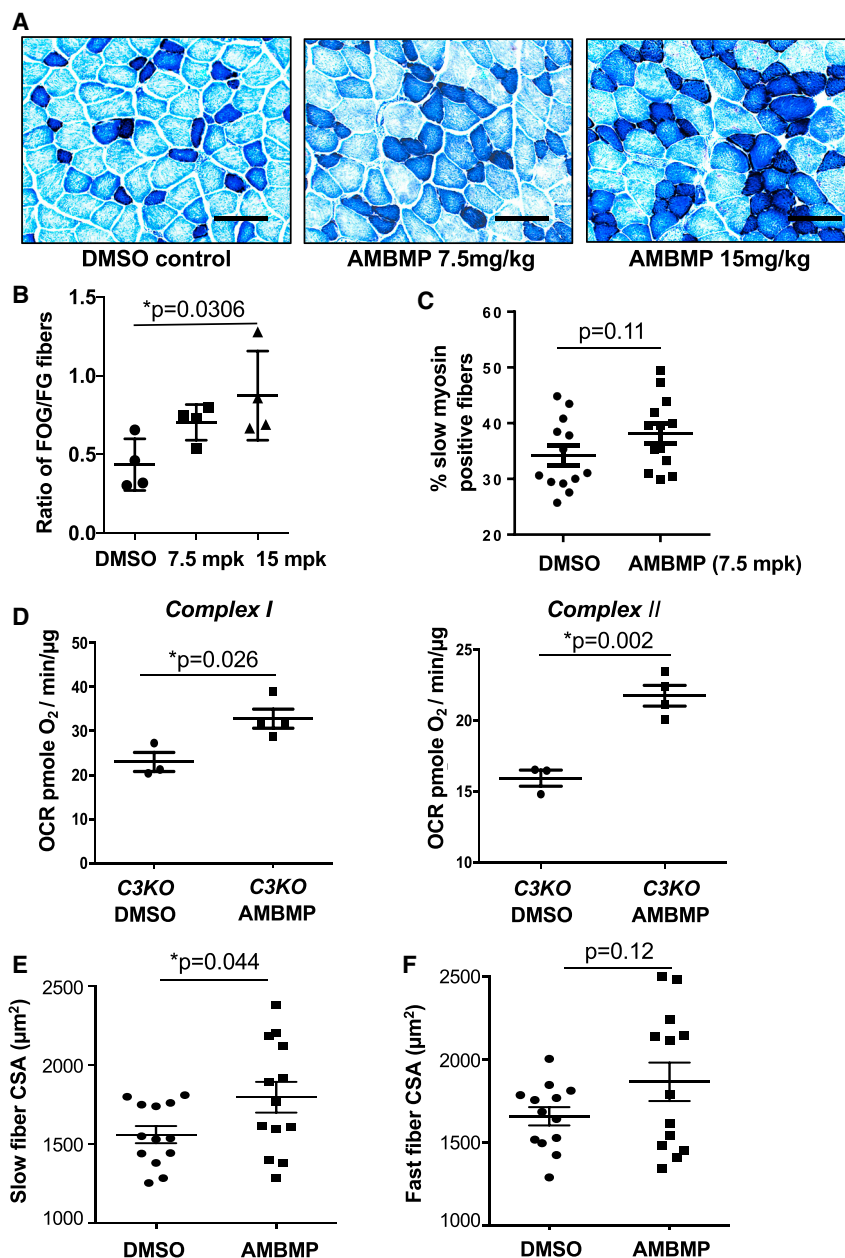 A
DMSO control
AMBMP 7.5mg/kg
AMBMP 15mg/kg
B
*p=0.0306
Ratio of FOG/FG fibers
1.5
1.0
0.5
0.0
DMSO 7.5 mpk 15 mpk
C
p=0.11
% slow myosin
positive fibers
60
50
40
30
20
DMSO AMBMP (7.5 mpk)
D
Complex I
*p=0.026
OCR pmole O₂ / min/µg
50
40
30
20
10
0
C3KO C3KO
DMSO AMBMP
Complex II
*p=0.002
OCR pmole O₂ / min/µg
25
20
15
10
C3KO C3KO
DMSO AMBMP
E
*p=0.044
Slow fiber CSA (µm²)
2500
2000
1500
1000
DMSO AMBMP
F
p=0.12
Fast fiber CSA (µm²)
2500
2000
1500
1000
DMSO AMBMP